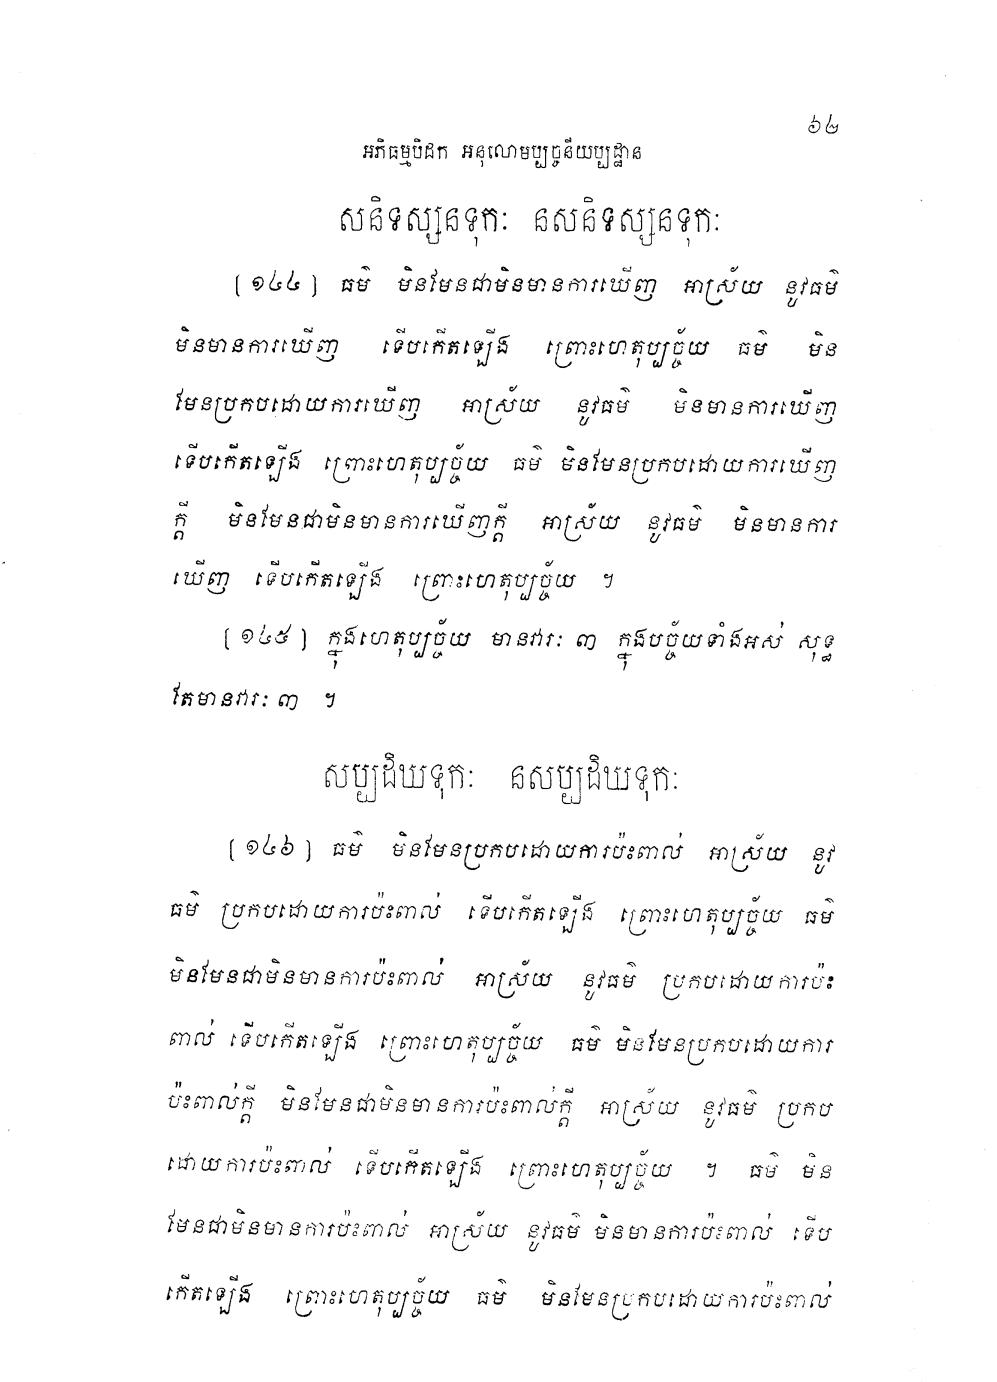 ៦២
អភិធម្មបិដក អនុលោមប្បច្ចនីយប្បដ្ឋាន
សនិទស្សនទុកៈ នសនិទស្សនទុកៈ
[ ១៤៤ ] ធម៌ មិនមែនជាមិនមានការឃើញ អាស្រ័យ នូវធម៌
មិនមានការឃើញ ទើបកើតឡើង ព្រោះហេតុប្បច្ច័យ ធម៌ មិន
មែនប្រកបដោយការឃើញ អាស្រ័យ នូវធម៌ មិនមានការឃើញ
ទើបកើតឡើង ព្រោះហេតុប្បច្ច័យ ធម៌ មិនមែនប្រកបដោយការឃើញ
ក្តី មិនមែនជាមិនមានការឃើញក្តី អាស្រ័យ នូវធម៌ មិនមានការ
ឃើញ ទើបកើតឡើង ព្រោះហេតុប្បច្ច័យ ។
[ ១៤៥ ] ក្នុងហេតុប្បច្ច័យ មានវារៈ ៣ ក្នុងបច្ច័យទាំងអស់ សុទ្ធ
តែមានវារៈ ៣ ។
សប្បដិឃទុកៈ នសប្បដិឃទុកៈ
[ ១៤៦ ] ធម៌ មិនមែនប្រកបដោយការប៉ះពាល់ អាស្រ័យ នូវ
ធម៌ ប្រកបដោយការប៉ះពាល់ ទើបកើតឡើង ព្រោះហេតុប្បច្ច័យ ធម៌
មិនមែនជាមិនមានការប៉ះពាល់ អាស្រ័យ នូវធម៌ ប្រកបដោយការប៉ះ
ពាល់ ទើបកើតឡើង ព្រោះហេតុប្បច្ច័យ ធម៌ មិនមែនប្រកបដោយការ
ប៉ះពាល់ក្តី មិនមែនជាមិនមានការប៉ះពាល់ក្តី អាស្រ័យ នូវធម៌ ប្រកប
ដោយការប៉ះពាល់ ទើបកើតឡើង ព្រោះហេតុប្បច្ច័យ ។ ធម៌ មិន
មែនជាមិនមានការប៉ះពាល់ អាស្រ័យ នូវធម៌ មិនមានការប៉ះពាល់ ទើប
កើតឡើង ព្រោះហេតុប្បច្ច័យ ធម៌ មិនមែនប្រកបដោយការប៉ះពាល់